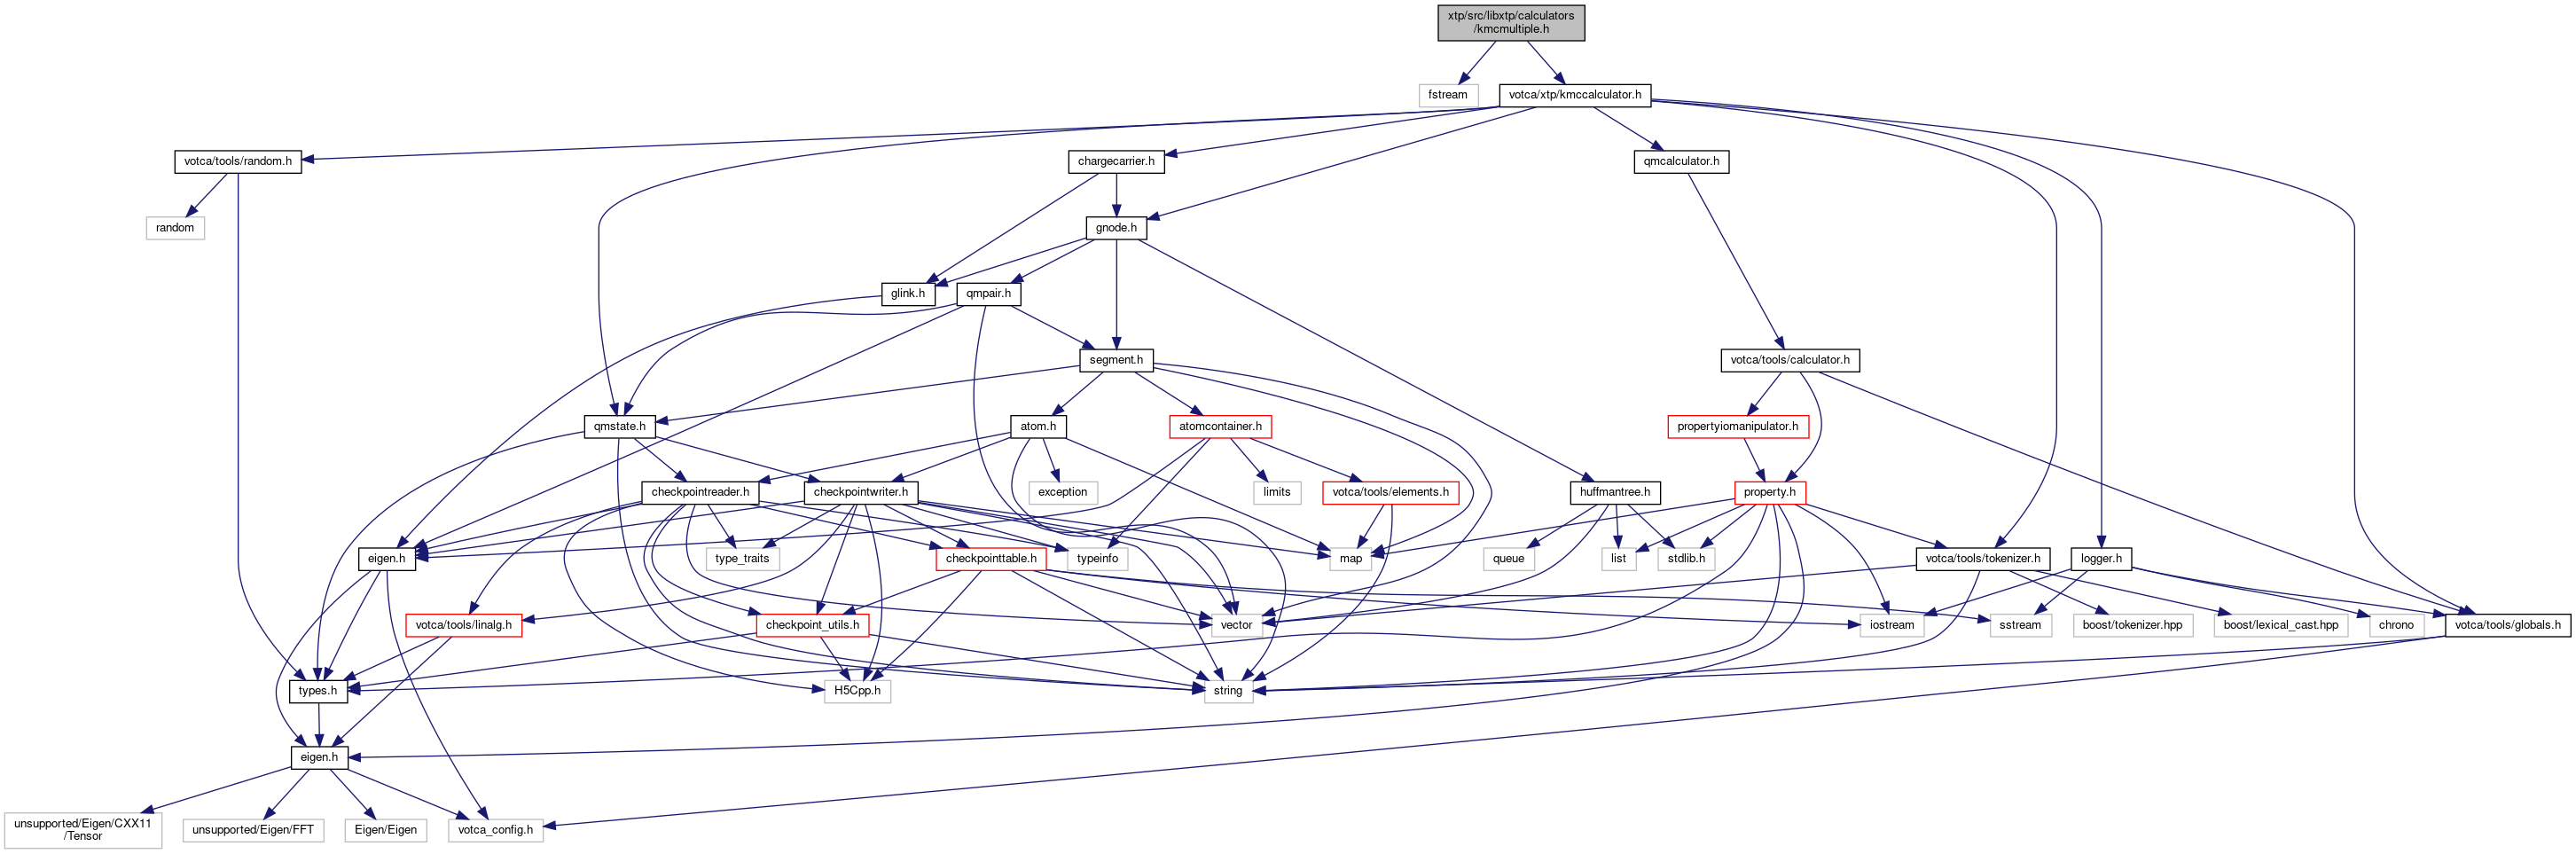 xtp/src/libxtp/calculators
/kmcmultiple.h
fstream
votca/xtp/kmccalculator.h
votca/tools/random.h
chargecarrier.h
qmcalculator.h
random
gnode.h
glink.h
qmpair.h
segment.h
votca/tools/calculator.h
qmstate.h
atom.h
atomcontainer.h
propertyiomanipulator.h
checkpointreader.h
checkpointwriter.h
exception
limits
votca/tools/elements.h
huffmantree.h
property.h
eigen.h
type_traits
checkpointtable.h
typeinfo
map
queue
list
stdlib.h
votca/tools/tokenizer.h
logger.h
votca/tools/linalg.h
checkpoint_utils.h
vector
iostream
sstream
boost/tokenizer.hpp
boost/lexical_cast.hpp
chrono
votca/tools/globals.h
types.h
H5Cpp.h
string
eigen.h
unsupported/Eigen/CXX11
/Tensor
unsupported/Eigen/FFT
Eigen/Eigen
votca_config.h